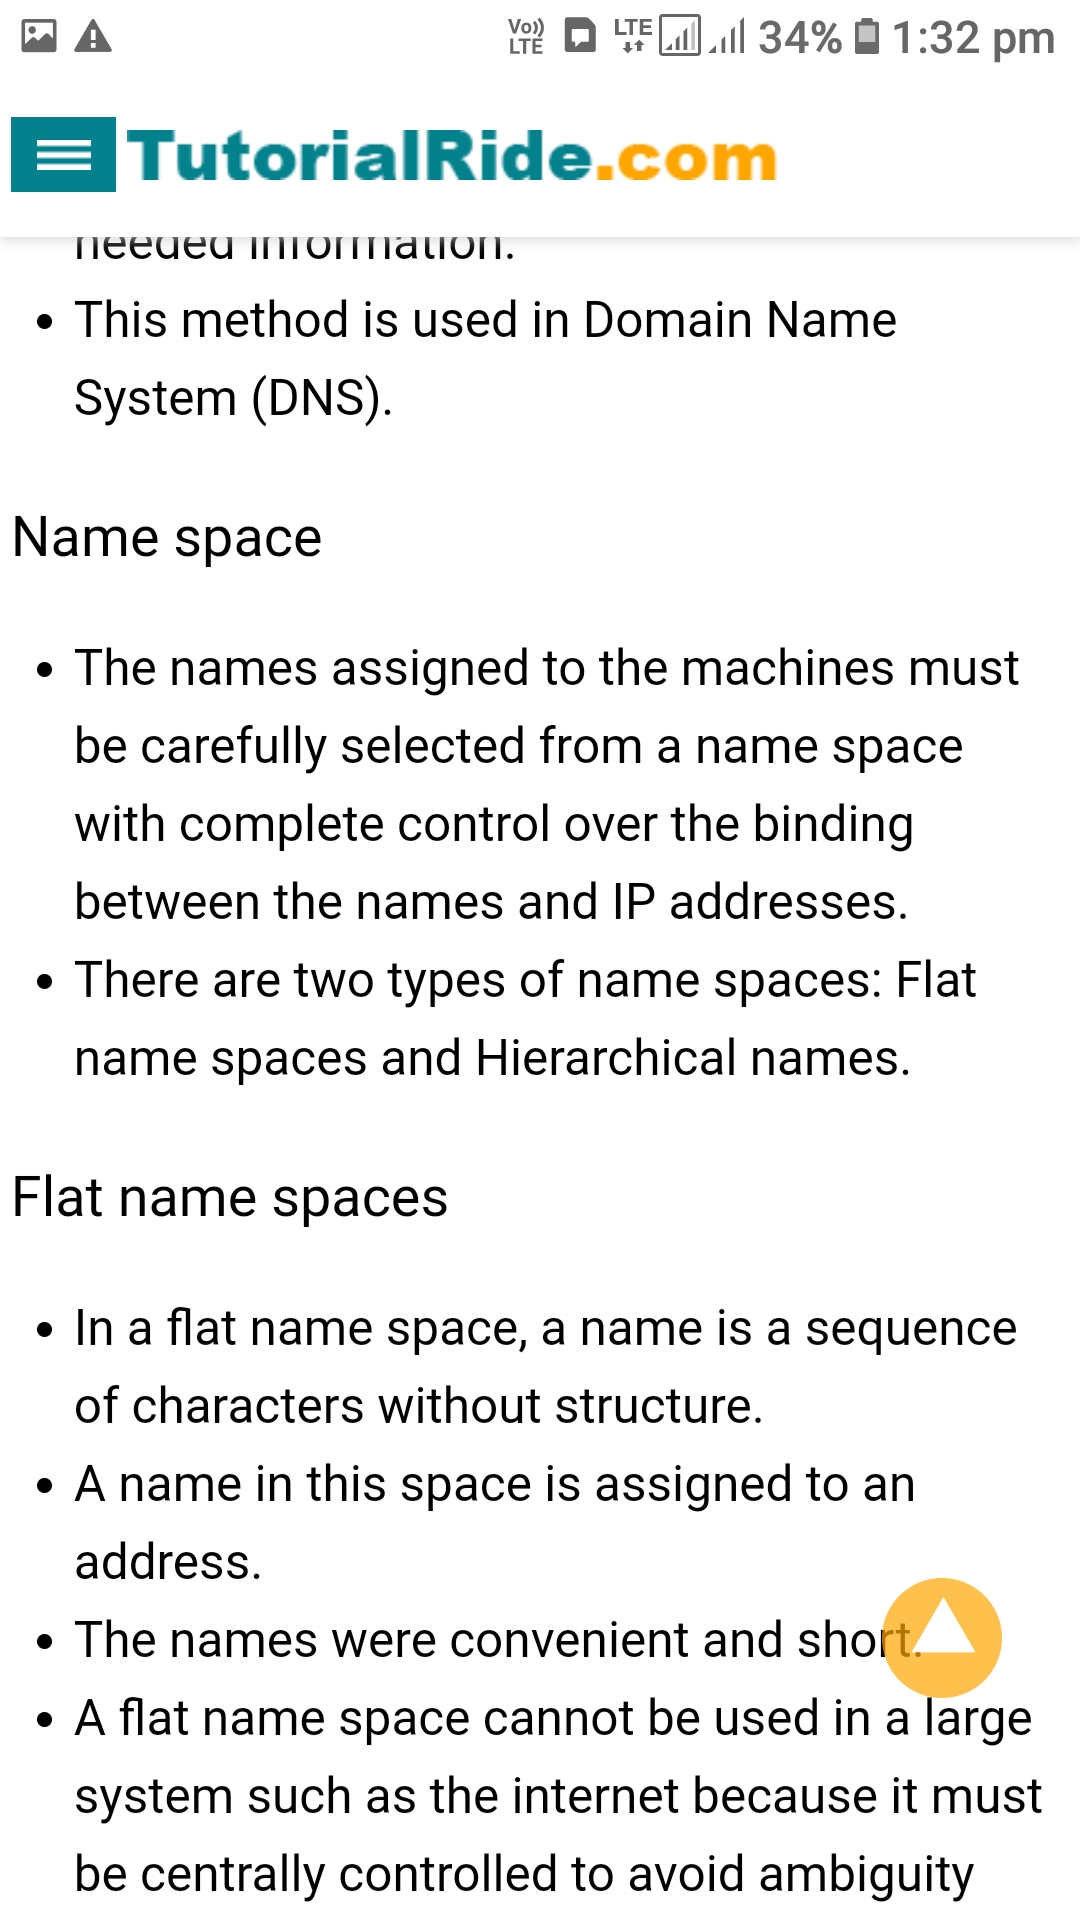 Vo)) LTE LTE 34% 1:32 pm
TutorialRide.com
needed information.
• This method is used in Domain Name
System (DNS).
Name space
• The names assigned to the machines must
be carefully selected from a name space
with complete control over the binding
between the names and IP addresses.
• There are two types of name spaces: Flat
name spaces and Hierarchical names.
Flat name spaces
• In a flat name space, a name is a sequence
of characters without structure.
• A name in this space is assigned to an
address.
• The names were convenient and short.
• A flat name space cannot be used in a large
system such as the internet because it must
be centrally controlled to avoid ambiguity